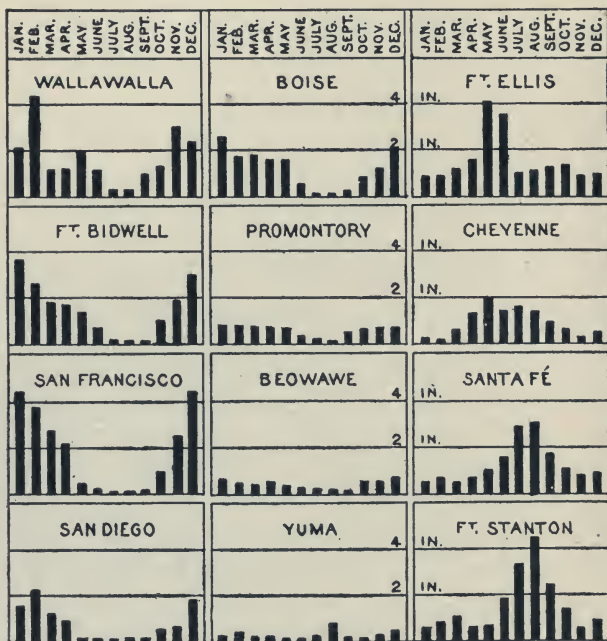 JAN. FEB. MAR. APR. MAY JUNE JULY AUG. SEPT. OCT. NOV. DEC. JAN. FEB. MAR. APR. MAY JUNE JULY AUG. SEPT. OCT. NOV. DEC. JAN. FEB. MAR. APR. MAY JUNE JULY AUG. SEPT. OCT. NOV. DEC.
WALLAWALLA BOISE FT. ELLIS
4 IN.
2 IN.
FT. BIDWELL PROMONTORY CHEYENNE
4 IN.
2 IN.
SAN FRANCISCO BEOWAWE SANTA FÉ
4 IN.
2 IN.
SAN DIEGO YUMA FT. STANTON
4 IN.
2 IN.